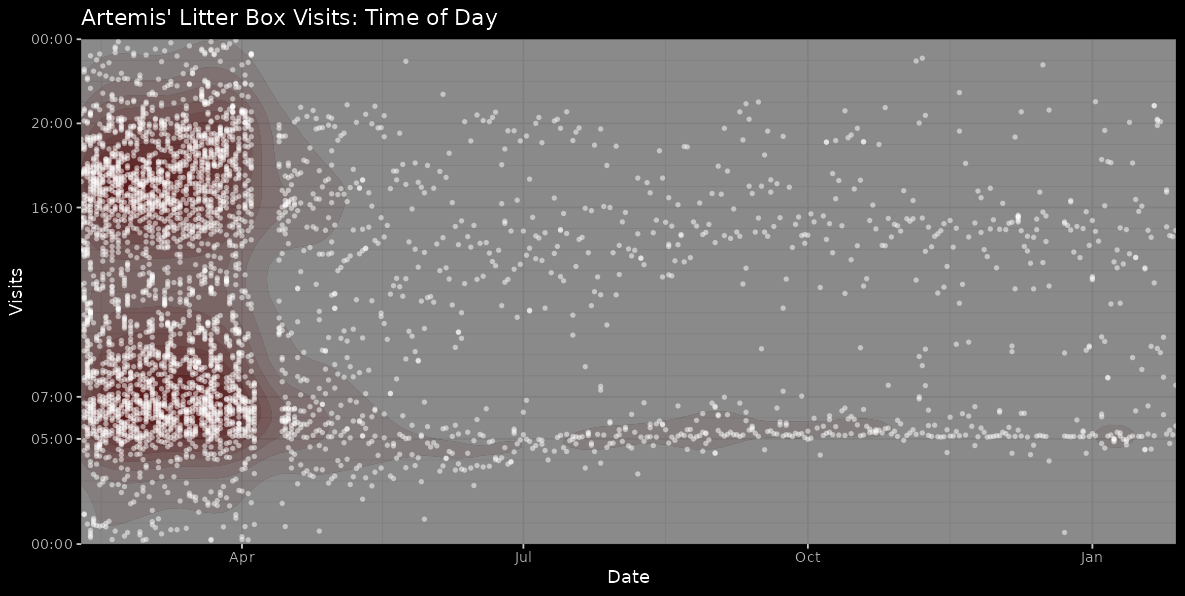 Artemis' Litter Box Visits: Time of Day
00:00
20:00
16:00
07:00
05:00
00:00
Visits
Apr
Jul
Oct
Jan
Date